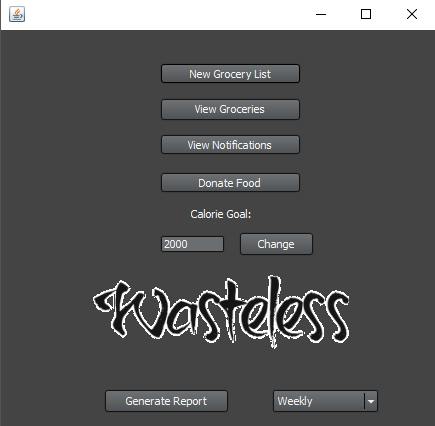 New Grocery List
View Groceries
View Notifications
Donate Food
Calorie Goal:
2000 Change
Wasteless
Generate Report Weekly